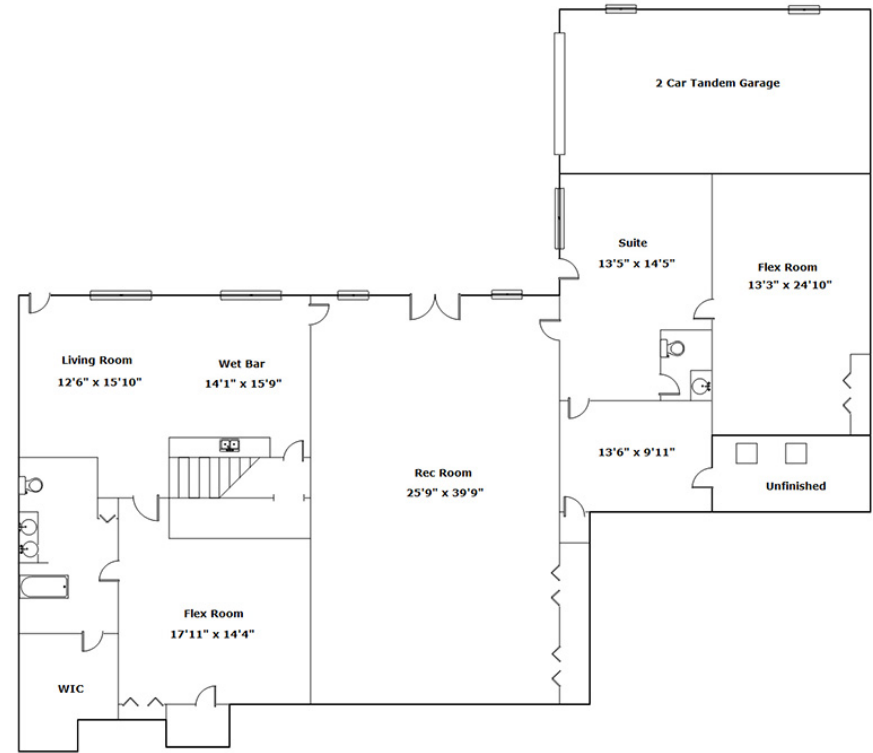 2 Car Tandem Garage
Suite
13'5" x 14'5"
Flex Room
13'3" x 24'10"
Living Room
12'6" x 15'10"
Wet Bar
14'1" x 15'9"
13'6" x 9'11"
Rec Room
25'9" x 39'9"
Unfinished
Flex Room
17'11" x 14'4"
WIC